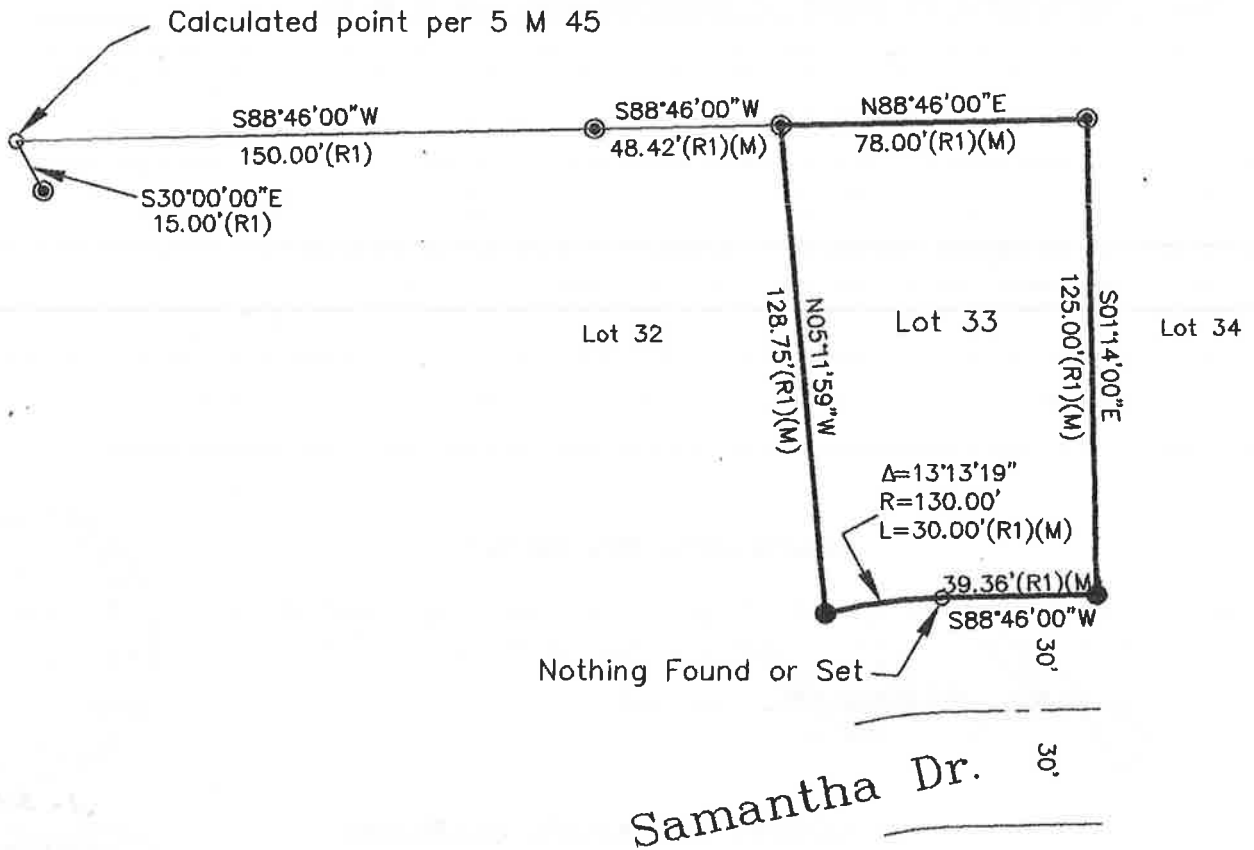 Calculated point per 5 M 45
S88°46'00"W
150.00'(R1)
S88°46'00"W
48.42'(R1)(M)
N88°46'00"E
78.00'(R1)(M)
S30°00'00"E
15.00'(R1)
N05°11'59"W
128.75'(R1)(M)
Lot 32
Lot 33
S01°14'00"E
125.00'(R1)(M)
Lot 34
Δ=13°13'19"
R=130.00'
L=30.00'(R1)(M)
39.36'(R1)(M)
S88°46'00"W
Nothing Found or Set
30'
30'
Samantha Dr.